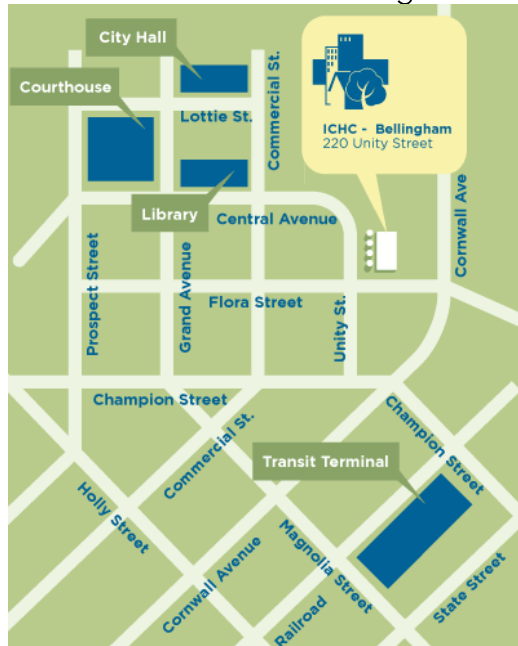 City Hall
Courthouse
Commercial St.
ICHC - Bellingham
220 Unity Street
Lottie St.
Library
Central Avenue
Cornwall Ave
Prospect Street
Grand Avenue
Flora Street
Unity St.
Champion Street
Commercial St.
Champion Street
Transit Terminal
Holly Street
Cornwall Avenue
Magnolia Street
Railroad
State Street